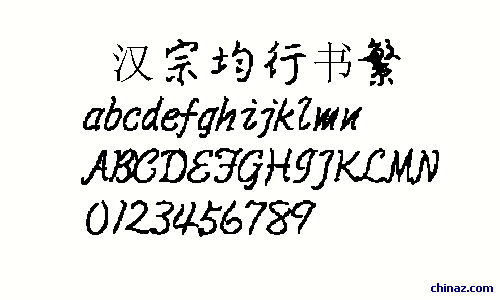 汉宗均行书繁
abcdefghijklmn
ABCDEFGHIJKLMN
0123456789
chinaz.com